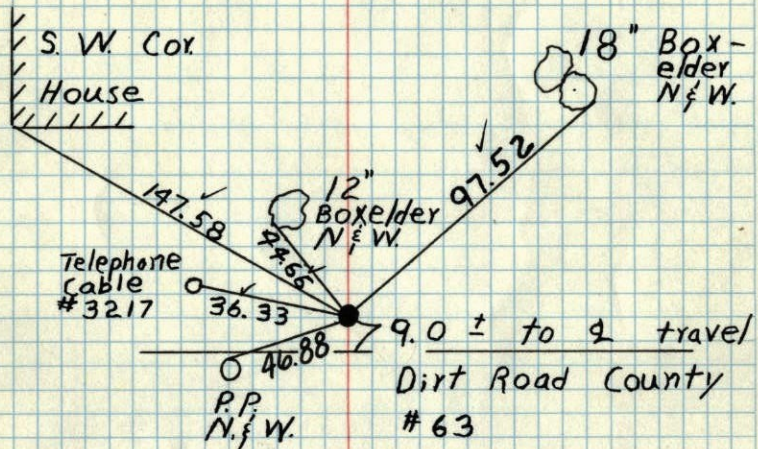 S. W. Cor.
House
18" Box-
elder
N & W.
147.58
12"
Boxelder
N & W.
44.66
97.52
Telephone
Cable
#3217
36.33
46.88
9.0 ± to ℄ travel
Dirt Road County
#63
P.P.
N. & W.